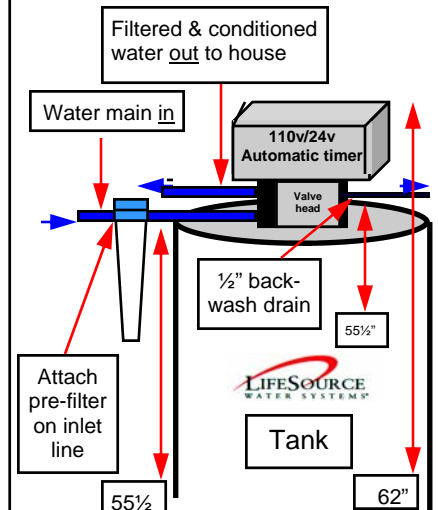 Filtered & conditioned
water out to house
Water main in
110v/24v
Automatic timer
Valve
head
½” back-
wash drain
55½”
Attach
pre-filter
on inlet
line
LIFESOURCE
WATER SYSTEMS
Tank
55½
62”